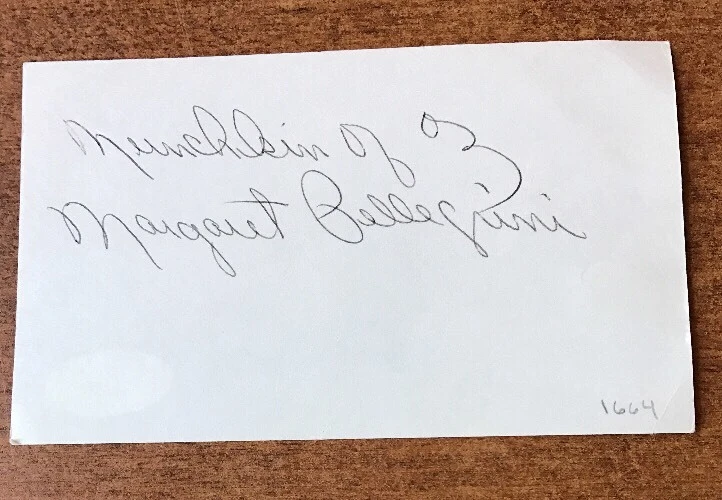 Munchkin of Oz
Margaret Pellegrini
1664